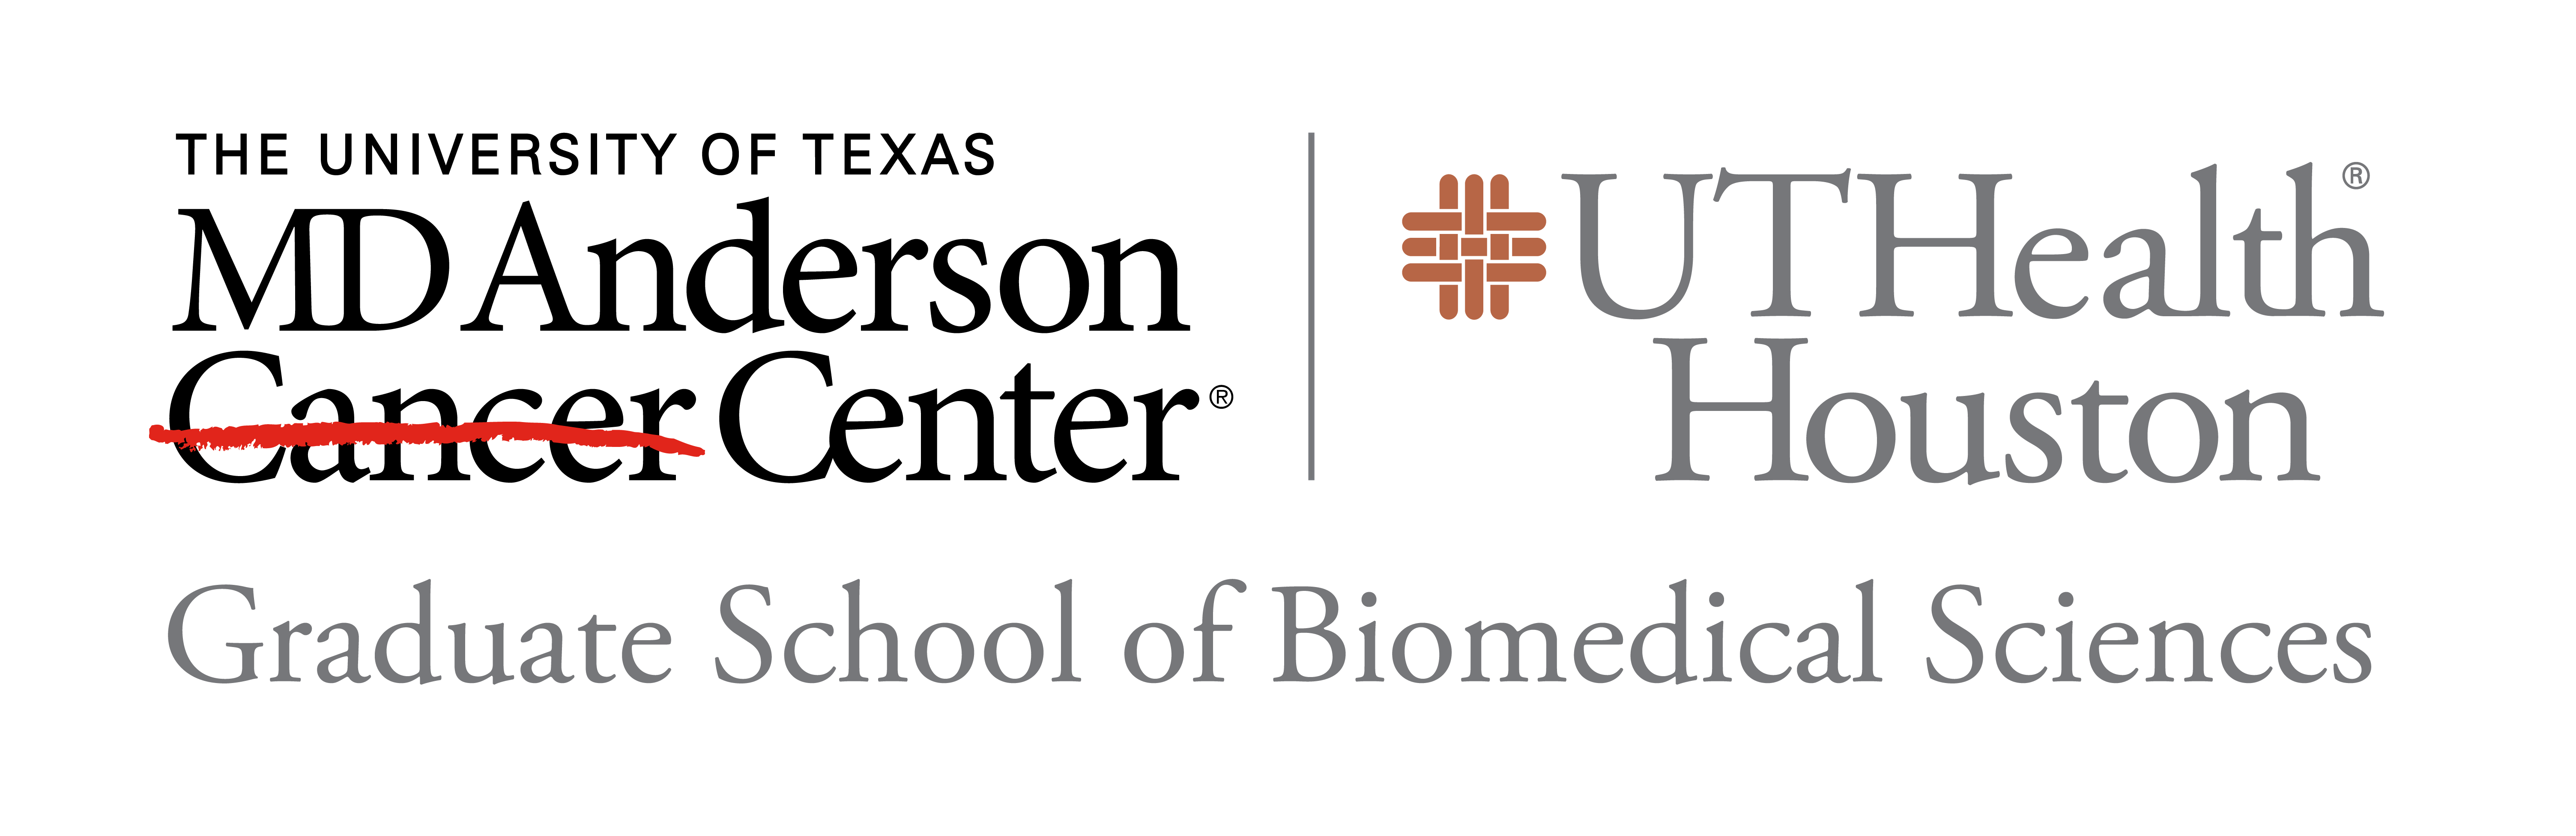 THE UNIVERSITY OF TEXAS
MD Anderson
Cancer Center®
UTHealth®
Houston
Graduate School of Biomedical Sciences